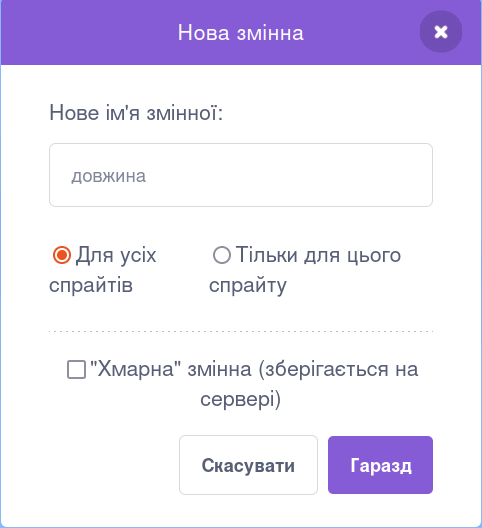 Нова змінна
Нове ім'я змінної:
довжина
Для усіх Тільки для цього
спрайтів спрайту
"Хмарна" змінна (зберігається на
сервері)
Скасувати Гаразд